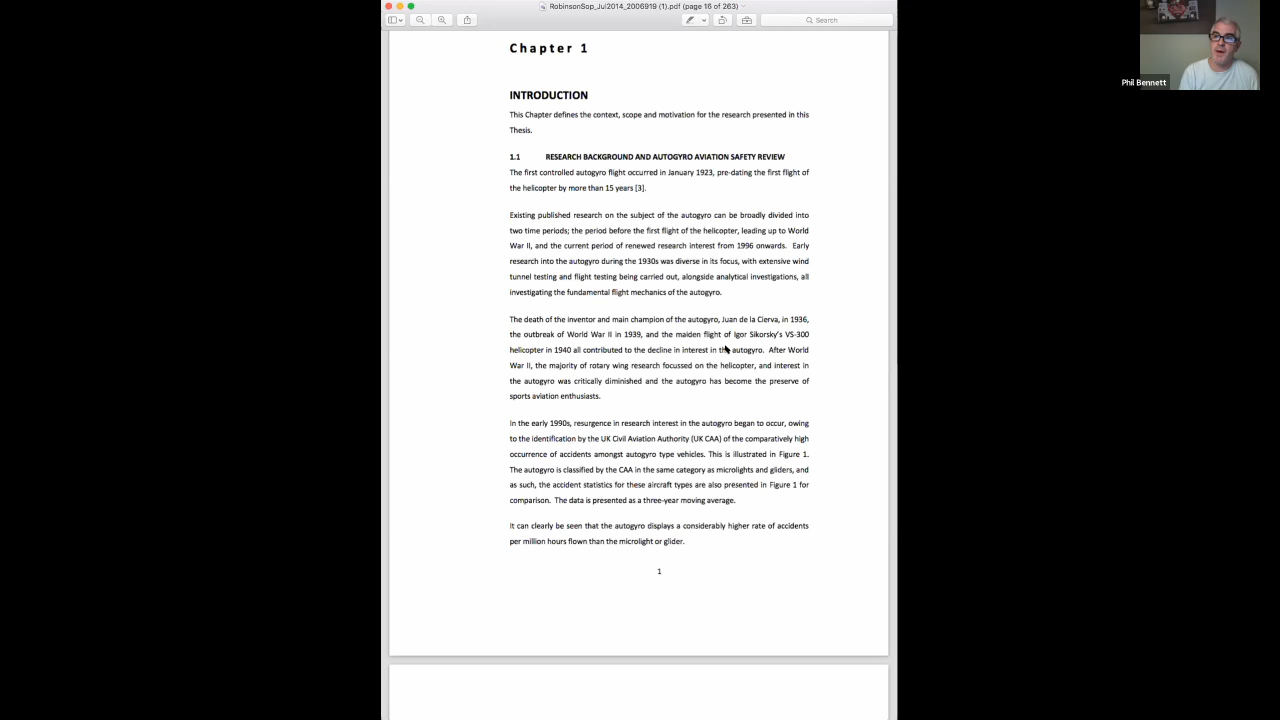 RobinsonSop_Jul2014_2006919 (1).pdf (page 16 of 263)
Search
Phil Bennett
Chapter 1
INTRODUCTION
This Chapter defines the context, scope and motivation for the research presented in this
Thesis.
1.1 RESEARCH BACKGROUND AND AUTOGYRO AVIATION SAFETY REVIEW
The first controlled autogyro flight occurred in January 1923, pre-dating the first flight of
the helicopter by more than 15 years [3].
Existing published research on the subject of the autogyro can be broadly divided into
two time periods; the period before the first flight of the helicopter, leading up to World
War II, and the current period of renewed research interest from 1996 onwards. Early
research into the autogyro during the 1930s was diverse in its focus, with extensive wind
tunnel testing and flight testing being carried out, alongside analytical investigations, all
investigating the fundamental flight mechanics of the autogyro.
The death of the inventor and main champion of the autogyro, Juan de la Cierva, in 1936,
the outbreak of World War II in 1939, and the maiden flight of Igor Sikorsky's VS-300
helicopter in 1940 all contributed to the decline in interest in the autogyro. After World
War II, the majority of rotary wing research focussed on the helicopter, and interest in
the autogyro was critically diminished and the autogyro has become the preserve of
sports aviation enthusiasts.
In the early 1990s, resurgence in research interest in the autogyro began to occur, owing
to the identification by the UK Civil Aviation Authority (UK CAA) of the comparatively high
occurrence of accidents amongst autogyro type vehicles. This is illustrated in Figure 1.
The autogyro is classified by the CAA in the same category as microlights and gliders, and
as such, the accident statistics for these aircraft types are also presented in Figure 1 for
comparison. The data is presented as a three-year moving average.
It can clearly be seen that the autogyro displays a considerably higher rate of accidents
per million hours flown than the microlight or glider.
1